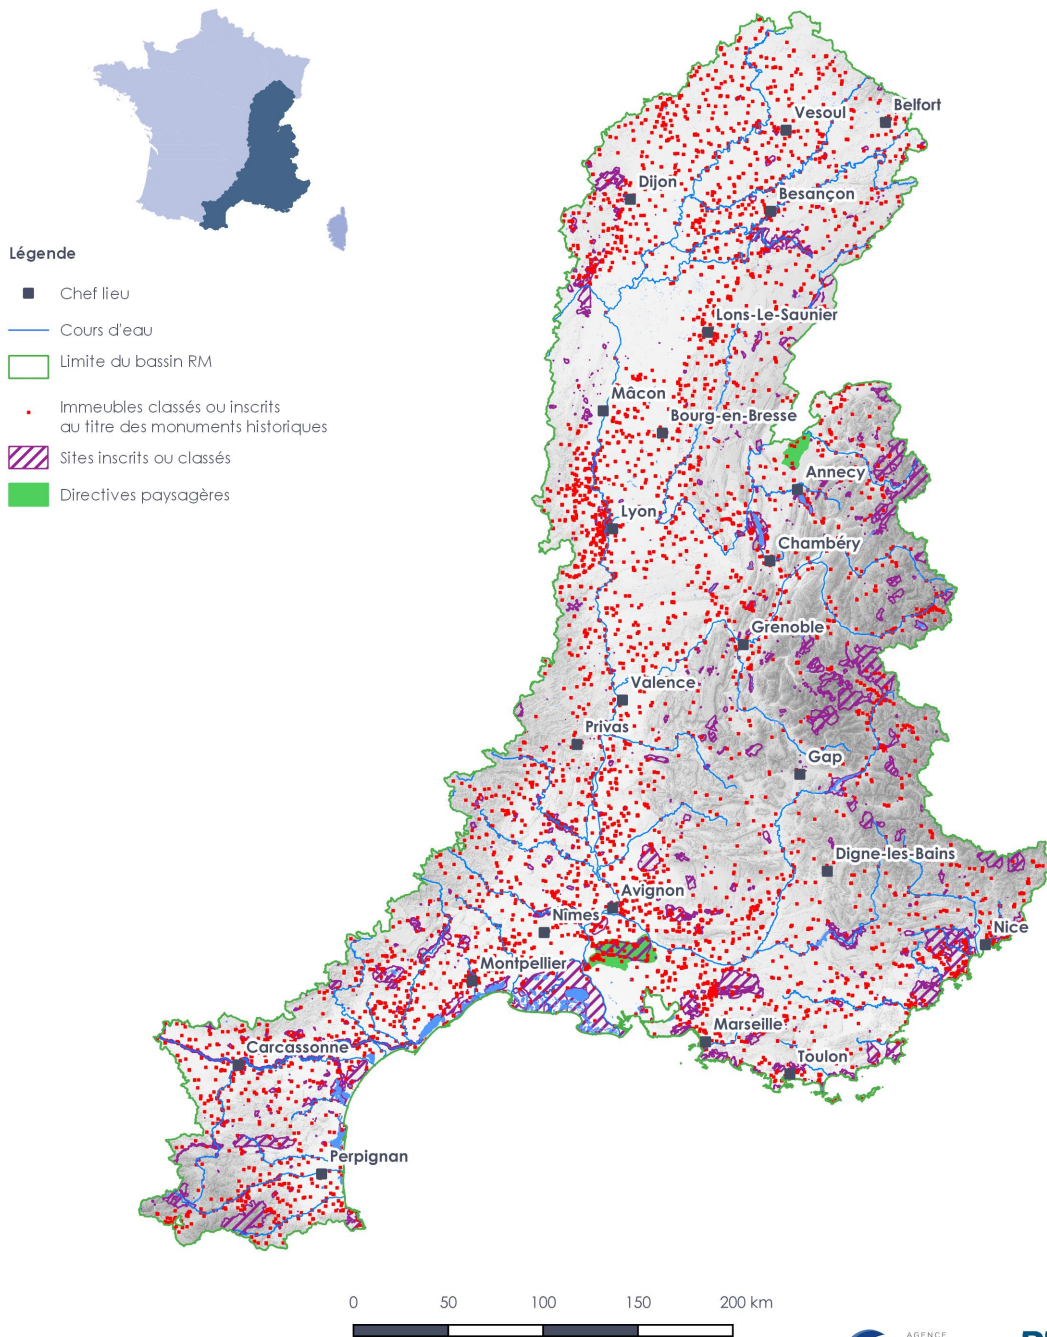 Vesoul
Belfort
Dijon
Besançon
Légende
Chef lieu
Cours d'eau
Limite du bassin RM
Immeubles classés ou inscrits
au titre des monuments historiques
Sites inscrits ou classés
Directives paysagères
Lons-Le-Saunier
Mâcon
Bourg-en-Bresse
Annecy
Lyon
Chambéry
Grenoble
Valence
Privas
Gap
Digne-les-Bains
Avignon
Nîmes
Nice
Montpellier
Marseille
Carcassonne
Toulon
Perpignan
0 50 100 150 200 km
AGENCE